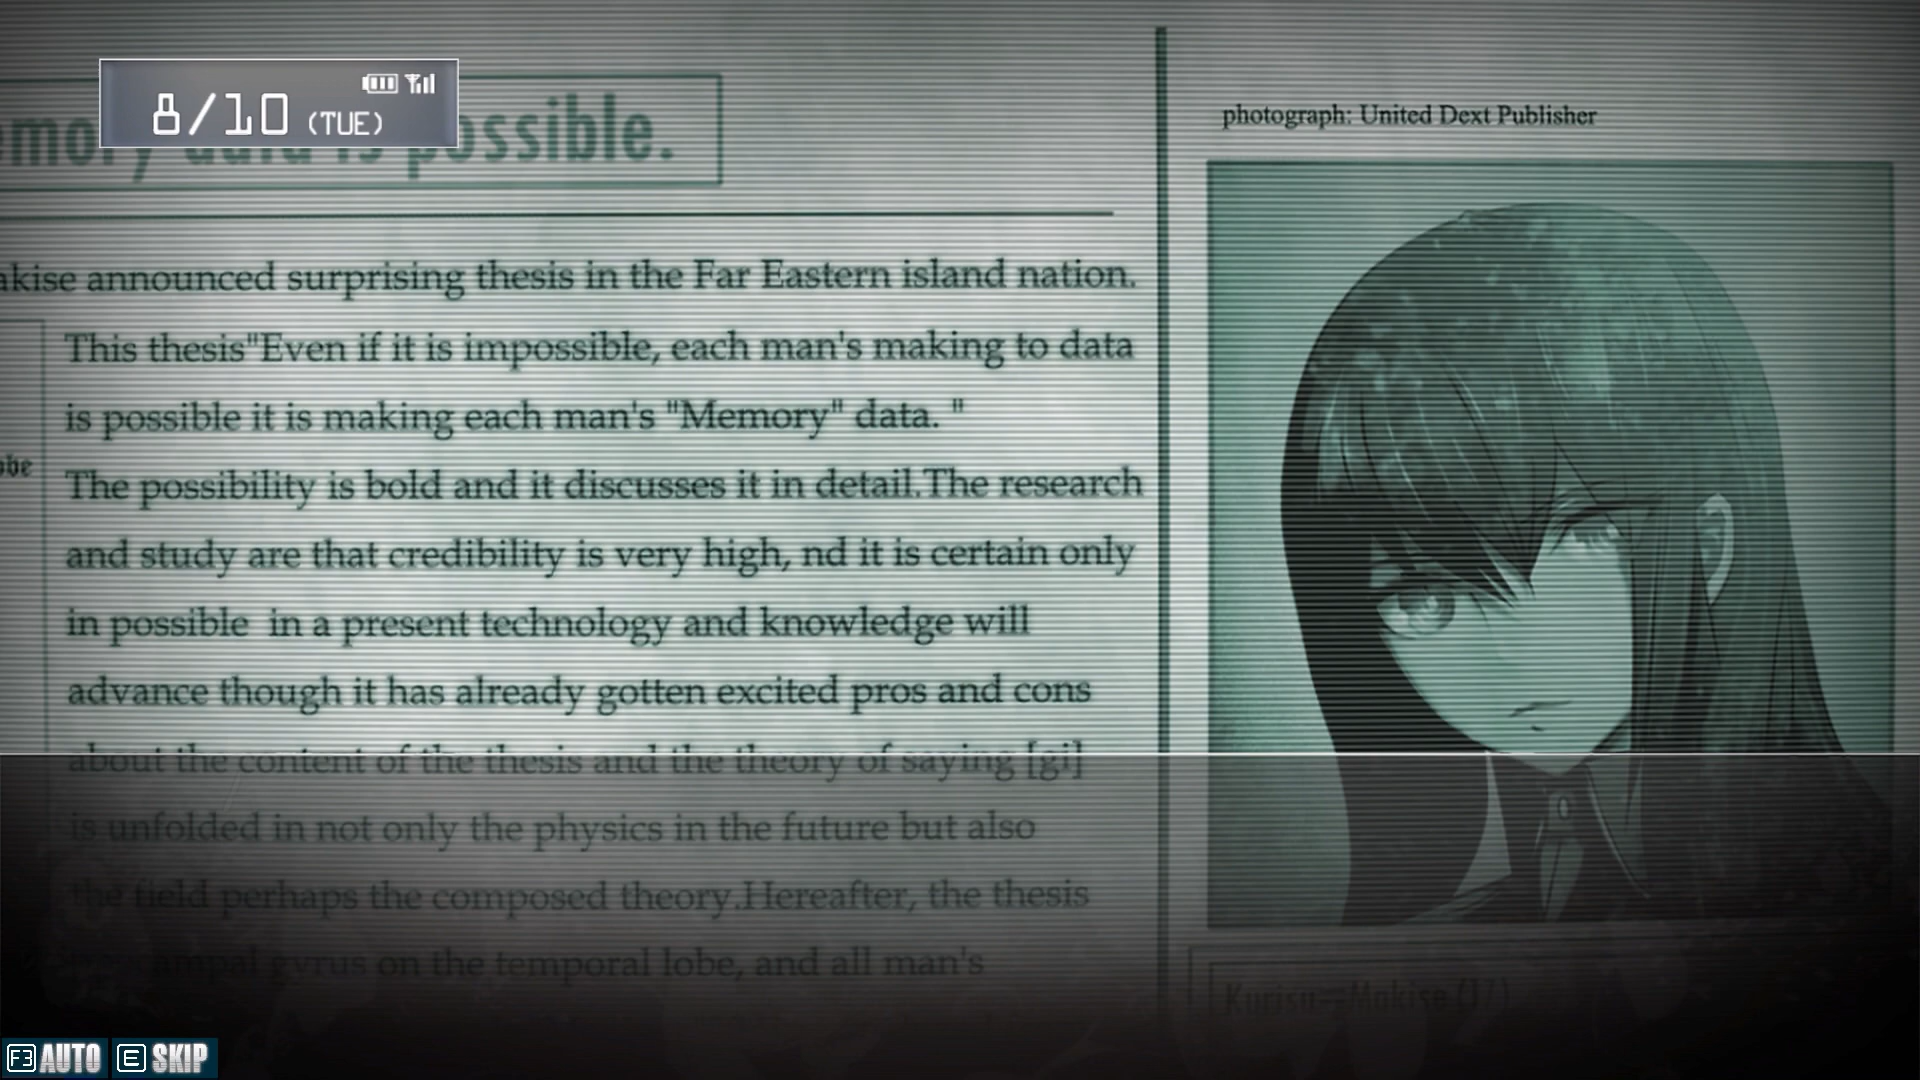 8/10 (TUE)
possible.
photograph: United Dext Publisher
akise announced surprising thesis in the Far Eastern island nation.
This thesis"Even if it is impossible, each man's making to data
is possible it is making each man's "Memory" data. "
The possibility is bold and it discusses it in detail.The research
and study are that credibility is very high, nd it is certain only
in possible in a present technology and knowledge will
advance though it has already gotten excited pros and cons
about the content of the thesis and the theory of saying [gi]
is unfolded in not only the physics in the future but also
the field perhaps the composed theory.Hereafter, the thesis
gyrus on the temporal lobe, and all man's
obe
Kurisu Makise (17)
F3 AUTO E SKIP